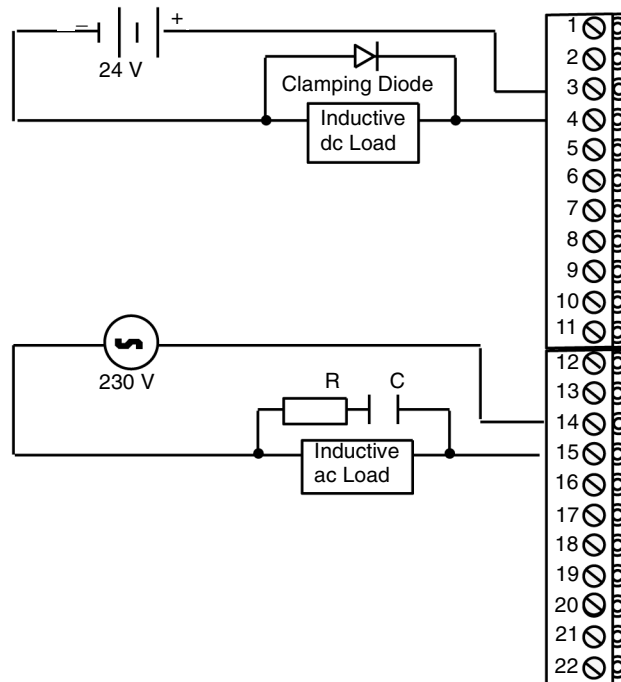 − +
24 V
Clamping Diode
Inductive
dc Load
230 V
R C
Inductive
ac Load
1
2
3
4
5
6
7
8
9
10
11
12
13
14
15
16
17
18
19
20
21
22